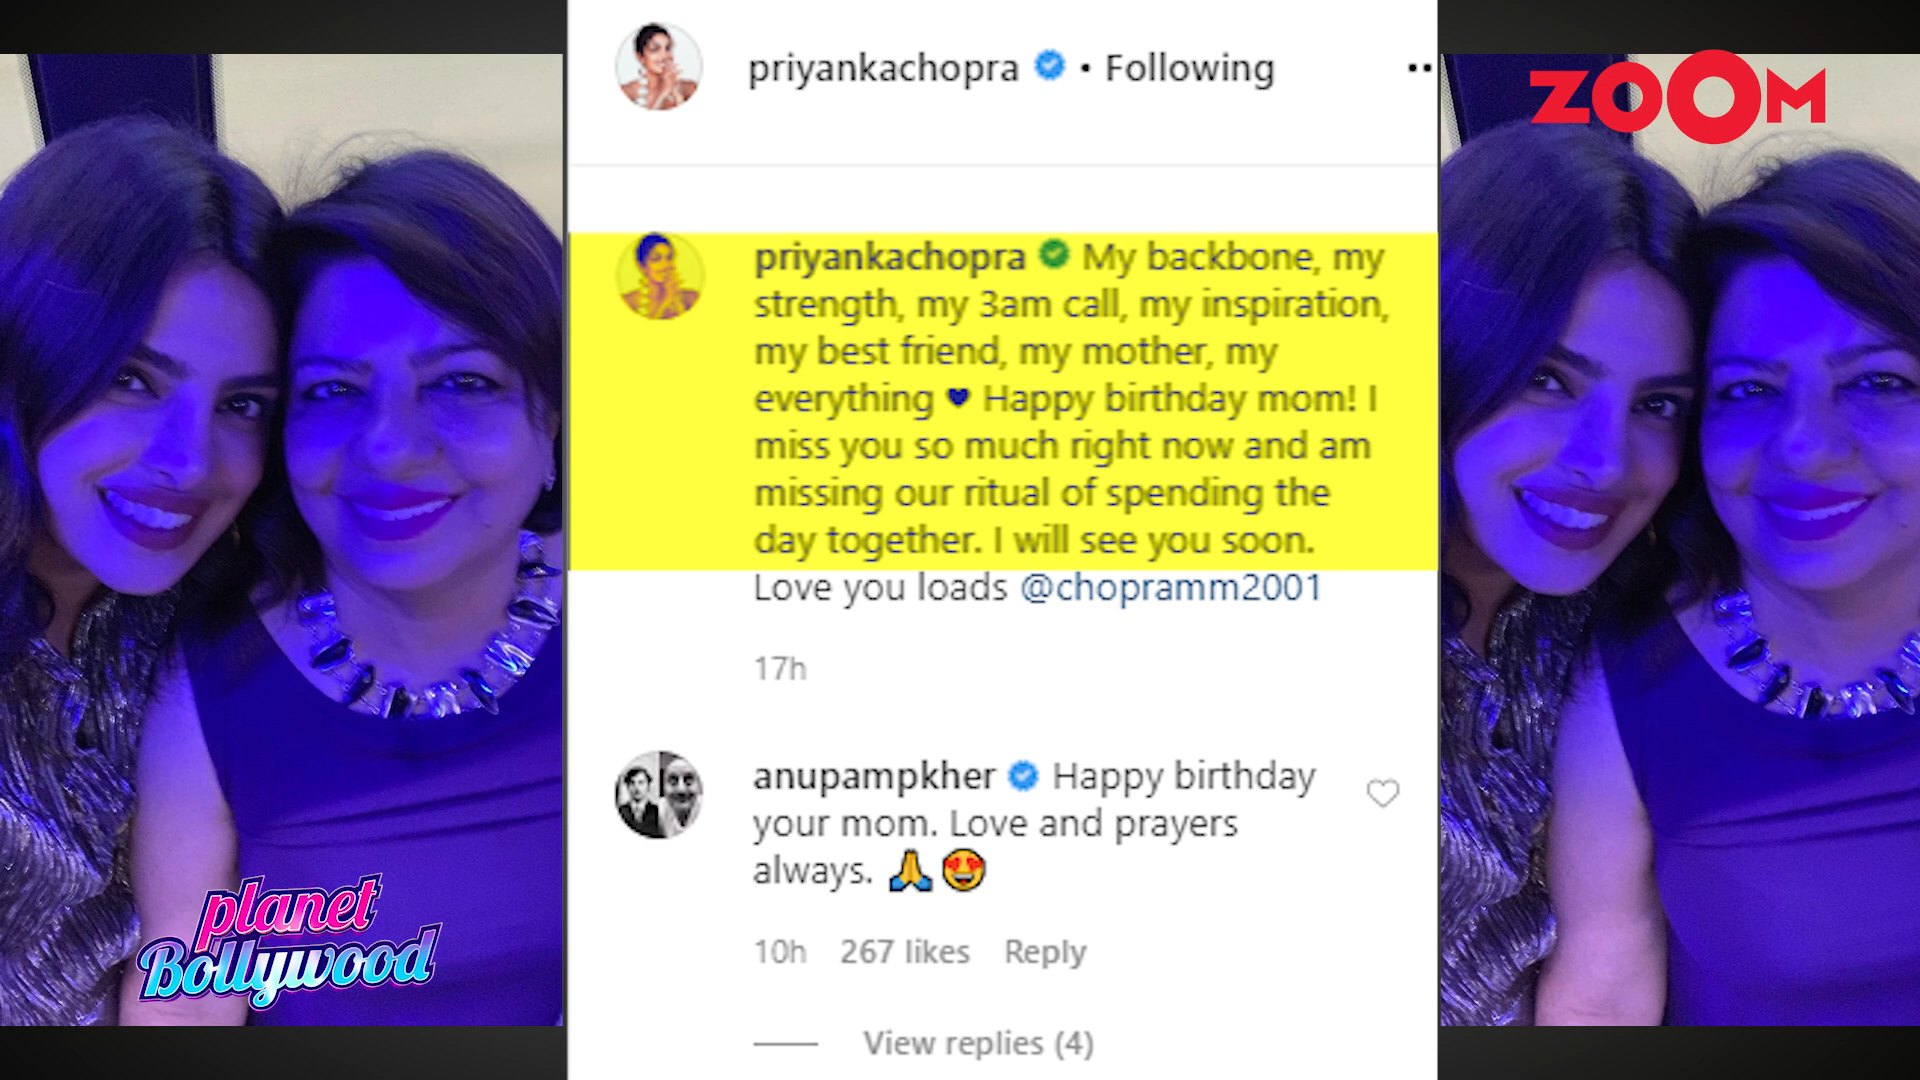 priyankachopra • Following
ZOOM
priyankachopra My backbone, my
strength, my 3am call, my inspiration,
my best friend, my mother, my
everything ♥ Happy birthday mom! I
miss you so much right now and am
missing our ritual of spending the
day together. I will see you soon.
Love you loads @chopramm2001
17h
anupampkher Happy birthday
your mom. Love and prayers
always. 🙏😍
10h 267 likes Reply
View replies (4)
planet
Bollywood